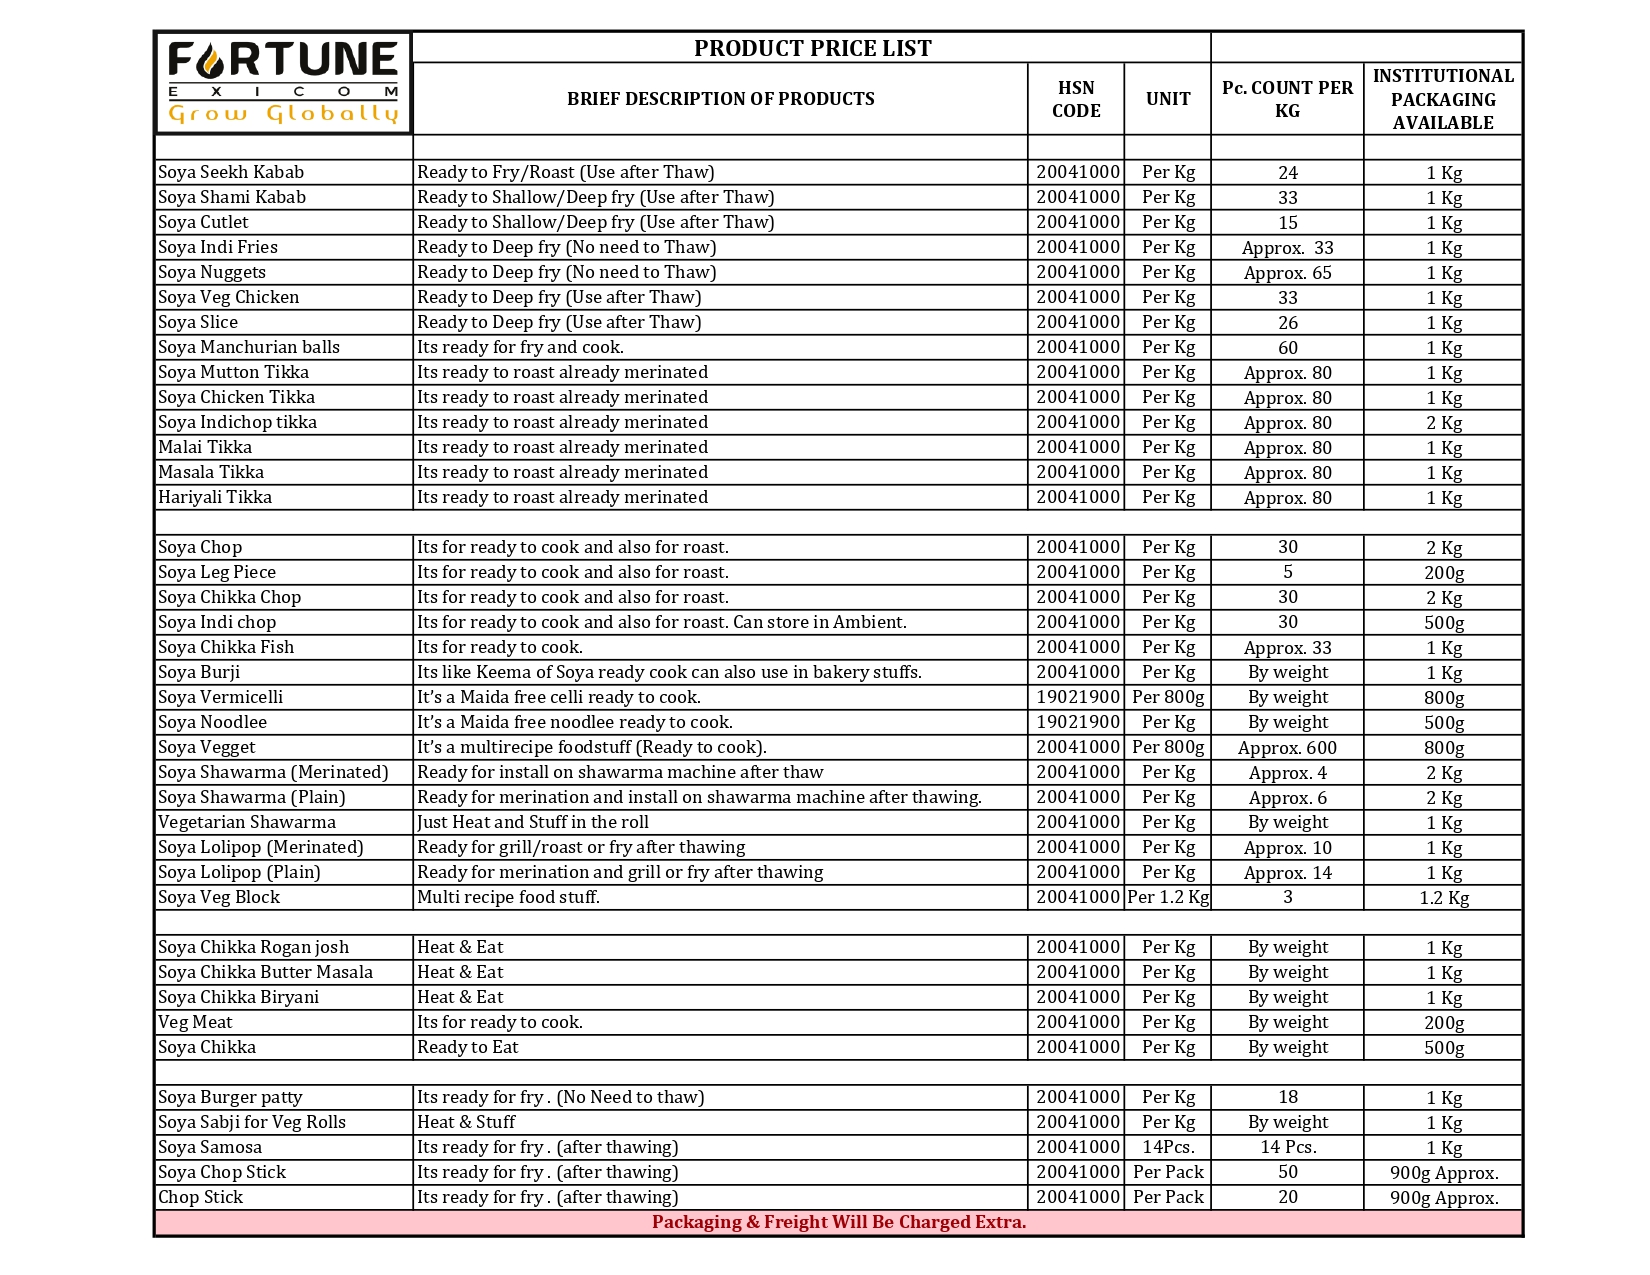 FORTUNE
EXICOM
Grow Globally
PRODUCT PRICE LIST
BRIEF DESCRIPTION OF PRODUCTS HSN CODE UNIT Pc. COUNT PER KG INSTITUTIONAL PACKAGING AVAILABLE
Soya Seekh Kabab Ready to Fry/Roast (Use after Thaw) 20041000 Per Kg 24 1 Kg
Soya Shami Kabab Ready to Shallow/Deep fry (Use after Thaw) 20041000 Per Kg 33 1 Kg
Soya Cutlet Ready to Shallow/Deep fry (Use after Thaw) 20041000 Per Kg 15 1 Kg
Soya Indi Fries Ready to Deep fry (No need to Thaw) 20041000 Per Kg Approx. 33 1 Kg
Soya Nuggets Ready to Deep fry (No need to Thaw) 20041000 Per Kg Approx. 65 1 Kg
Soya Veg Chicken Ready to Deep fry (Use after Thaw) 20041000 Per Kg 33 1 Kg
Soya Slice Ready to Deep fry (Use after Thaw) 20041000 Per Kg 26 1 Kg
Soya Manchurian balls Its ready for fry and cook. 20041000 Per Kg 60 1 Kg
Soya Mutton Tikka Its ready to roast already merinated 20041000 Per Kg Approx. 80 1 Kg
Soya Chicken Tikka Its ready to roast already merinated 20041000 Per Kg Approx. 80 1 Kg
Soya Indichop tikka Its ready to roast already merinated 20041000 Per Kg Approx. 80 2 Kg
Malai Tikka Its ready to roast already merinated 20041000 Per Kg Approx. 80 1 Kg
Masala Tikka Its ready to roast already merinated 20041000 Per Kg Approx. 80 1 Kg
Hariyali Tikka Its ready to roast already merinated 20041000 Per Kg Approx. 80 1 Kg
Soya Chop Its for ready to cook and also for roast. 20041000 Per Kg 30 2 Kg
Soya Leg Piece Its for ready to cook and also for roast. 20041000 Per Kg 5 200g
Soya Chikka Chop Its for ready to cook and also for roast. 20041000 Per Kg 30 2 Kg
Soya Indi chop Its for ready to cook and also for roast. Can store in Ambient. 20041000 Per Kg 30 500g
Soya Chikka Fish Its for ready to cook. 20041000 Per Kg Approx. 33 1 Kg
Soya Burji Its like Keema of Soya ready cook can also use in bakery stuffs. 20041000 Per Kg By weight 1 Kg
Soya Vermicelli It’s a Maida free celli ready to cook. 19021900 Per 800g By weight 800g
Soya Noodlee It’s a Maida free noodlee ready to cook. 19021900 Per Kg By weight 500g
Soya Vegget It’s a multirecipe foodstuff (Ready to cook). 20041000 Per 800g Approx. 600 800g
Soya Shawarma (Merinated) Ready for install on shawarma machine after thaw 20041000 Per Kg Approx. 4 2 Kg
Soya Shawarma (Plain) Ready for merination and install on shawarma machine after thawing. 20041000 Per Kg Approx. 6 2 Kg
Vegetarian Shawarma Just Heat and Stuff in the roll 20041000 Per Kg By weight 1 Kg
Soya Lolipop (Merinated) Ready for grill/roast or fry after thawing 20041000 Per Kg Approx. 10 1 Kg
Soya Lolipop (Plain) Ready for merination and grill or fry after thawing 20041000 Per Kg Approx. 14 1 Kg
Soya Veg Block Multi recipe food stuff. 20041000 Per 1.2 Kg 3 1.2 Kg
Soya Chikka Rogan josh Heat & Eat 20041000 Per Kg By weight 1 Kg
Soya Chikka Butter Masala Heat & Eat 20041000 Per Kg By weight 1 Kg
Soya Chikka Biryani Heat & Eat 20041000 Per Kg By weight 1 Kg
Veg Meat Its for ready to cook. 20041000 Per Kg By weight 200g
Soya Chikka Ready to Eat 20041000 Per Kg By weight 500g
Soya Burger patty Its ready for fry . (No Need to thaw) 20041000 Per Kg 18 1 Kg
Soya Sabji for Veg Rolls Heat & Stuff 20041000 Per Kg By weight 1 Kg
Soya Samosa Its ready for fry . (after thawing) 20041000 14Pcs. 14 Pcs. 1 Kg
Soya Chop Stick Its ready for fry . (after thawing) 20041000 Per Pack 50 900g Approx.
Chop Stick Its ready for fry . (after thawing) 20041000 Per Pack 20 900g Approx.
Packaging & Freight Will Be Charged Extra.